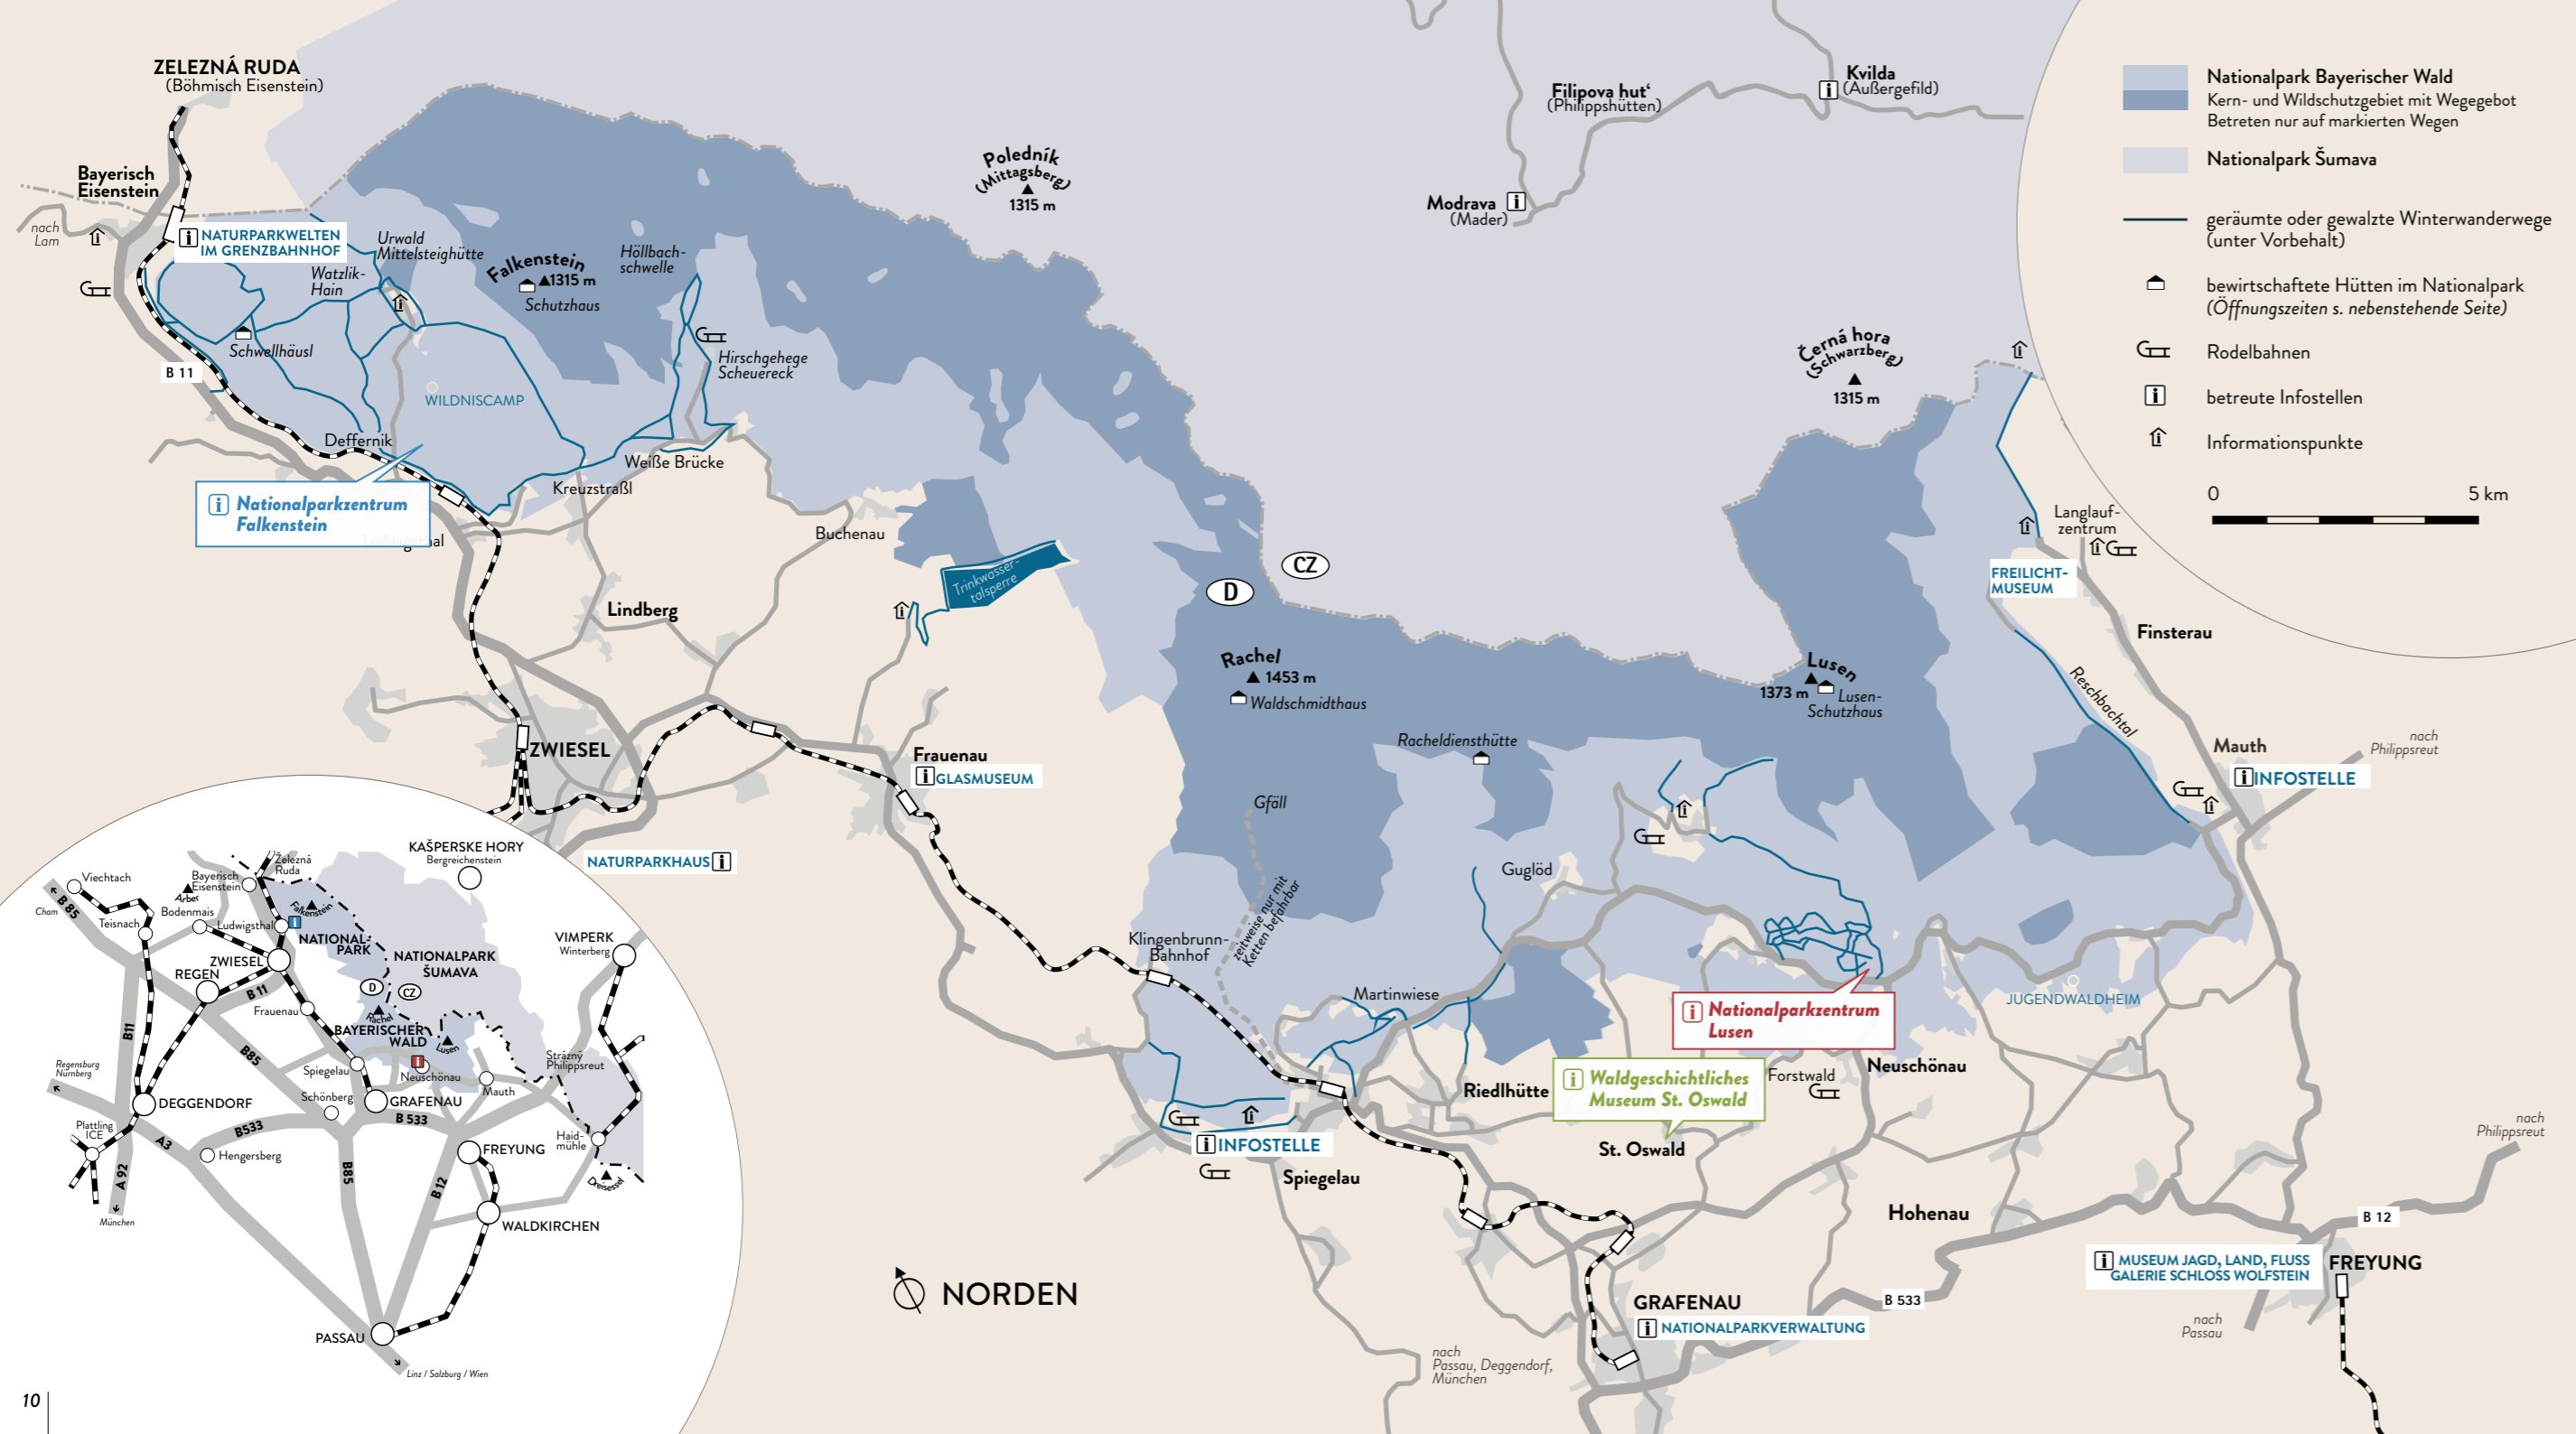 ZELEZNÁ RUDA
(Böhmisch Eisenstein)
Bayerisch
Eisenstein
nach
Lam
NATURPARKWELTEN
IM GRENZBAHNHOF
Urwald
Mittelsteighütte
Watzlik-
Hain
Falkenstein
1315 m
Schutzhaus
Höllbach-
schwelle
Hirschgehege
Scheuereck
Schwellhäusl
B 11
WILDNISCAMP
Deffernik
Weiße Brücke
Kreuzstraßl
Nationalparkzentrum
Falkenstein
Ludwigsthal
Poledník
(Mittagsberg)
1315 m
Filipova hut‘
(Philippshütten)
Kvilda
(Außergefild)
Modrava
(Mader)
Černá hora
(Schwarzberg)
1315 m
Nationalpark Bayerischer Wald
Kern- und Wildschutzgebiet mit Wegegebot
Betreten nur auf markierten Wegen
Nationalpark Šumava
geräumte oder gewalzte Winterwanderwege
(unter Vorbehalt)
bewirtschaftete Hütten im Nationalpark
(Öffnungszeiten s. nebenstehende Seite)
Rodelbahnen
betreute Infostellen
Informationspunkte
0 5 km
Langlauf-
zentrum
FREILICHT-
MUSEUM
Finsterau
Reschbachtal
Mauth
INFOSTELLE
nach
Philippsreut
Buchenau
Trinkwasser-
talsperre
Lindberg
D
CZ
Rachel
1453 m
Waldschmidthaus
Lusen
1373 m
Lusen-
Schutzhaus
Racheldiensthütte
ZWIESEL
Frauenau
GLASMUSEUM
NATURPARKHAUS
Gfäll
zeitweise nur mit
Ketten befahrbar
Guglöd
Klingenbrunn-
Bahnhof
Martinwiese
JUGENDWALDHEIM
Nationalparkzentrum
Lusen
Neuschönau
Waldgeschichtliches
Museum St. Oswald
Forstwald
Riedlhütte
St. Oswald
INFOSTELLE
Spiegelau
Hohenau
nach
Philippsreut
B 12
FREYUNG
MUSEUM JAGD, LAND, FLUSS
GALERIE SCHLOSS WOLFSTEIN
nach
Passau
B 533
GRAFENAU
NATIONALPARKVERWALTUNG
nach
Passau, Deggendorf,
München
NORDEN
KAŠPERSKE HORY
Bergreichenstein
Železná
Ruda
Viechtach
B 85
Cham
Bayerisch
Eisenstein
Arber
Bodenmais
Teisnach
Ludwigsthal
Falkenstein
NATIONAL-
PARK
ZWIESEL
REGEN
B 11
NATIONALPARK
ŠUMAVA
VIMPERK
Winterberg
D
CZ
Frauenau
Rachel
BAYERISCHER
WALD
Lusen
B11
B85
Regensburg
Nürnberg
Spiegelau
Neuschönau
Strázný
Philippsreut
Mauth
Schönberg
DEGGENDORF
GRAFENAU
B 533
B533
Plattling
ICE
A3
Hengersberg
FREYUNG
Haid-
mühle
Dreisessel
A 92
B85
B 12
München
WALDKIRCHEN
PASSAU
Linz / Salzburg / Wien
10